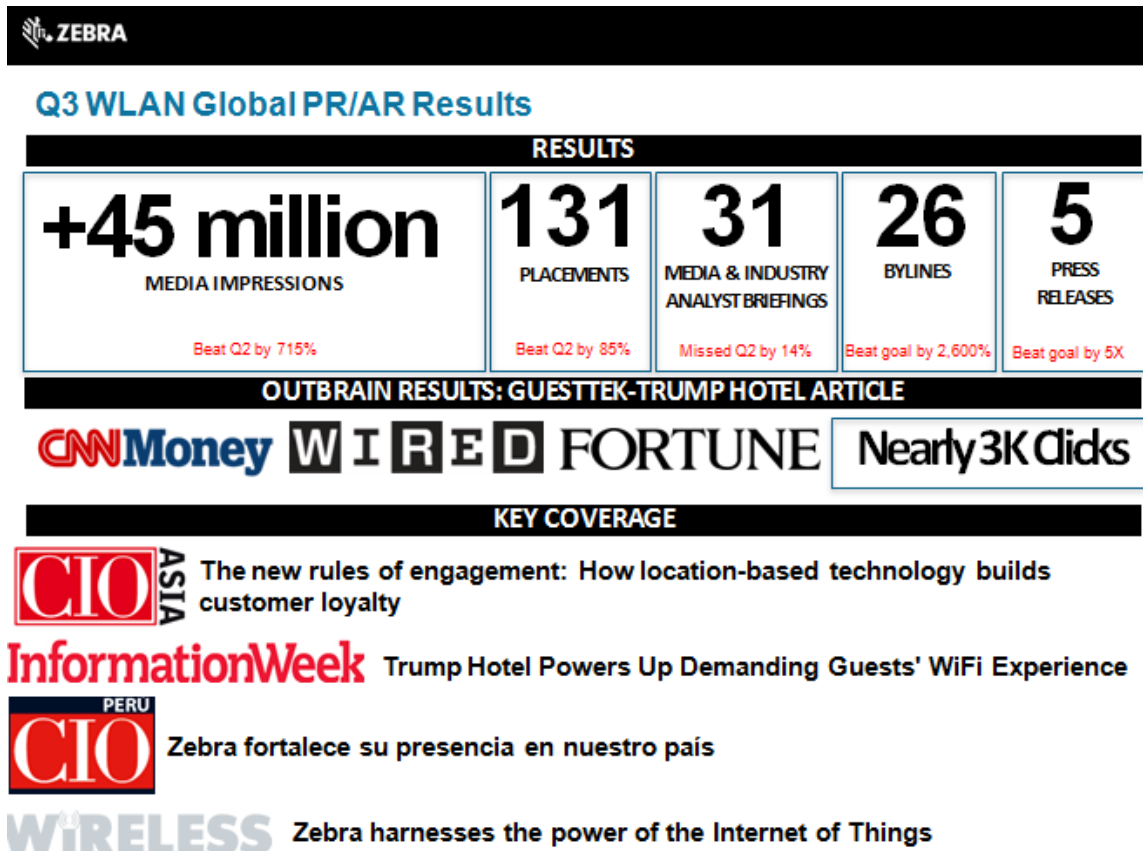 ZEBRA
Q3 WLAN Global PR/AR Results
RESULTS
+45 million
MEDIA IMPRESSIONS
Beat Q2 by 715%
131
PLACEMENTS
Beat Q2 by 85%
31
MEDIA & INDUSTRY
ANALYST BRIEFINGS
Missed Q2 by 14%
26
BYLINES
Beat goal by 2,600%
5
PRESS
RELEASES
Beat goal by 5X
OUTBRAIN RESULTS: GUESTTEK-TRUMP HOTEL ARTICLE
CNNMoney WIRED FORTUNE Nearly 3K Clicks
KEY COVERAGE
CIO ASIA
The new rules of engagement: How location-based technology builds
customer loyalty
InformationWeek Trump Hotel Powers Up Demanding Guests' WiFi Experience
PERU
CIO
Zebra fortalece su presencia en nuestro país
WIRELESS Zebra harnesses the power of the Internet of Things